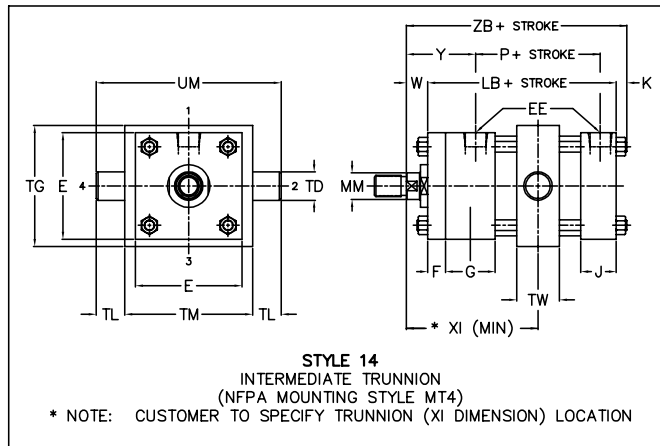 ZB+ STROKE
Y
P+ STROKE
UM
W
LB+ STROKE
K
1
EE
TG
E
4
2
TD
MM
3
E
F
G
J
TL
TM
TL
TW
* XI (MIN)
STYLE 14
INTERMEDIATE TRUNNION
(NFPA MOUNTING STYLE MT4)
* NOTE: CUSTOMER TO SPECIFY TRUNNION (XI DIMENSION) LOCATION